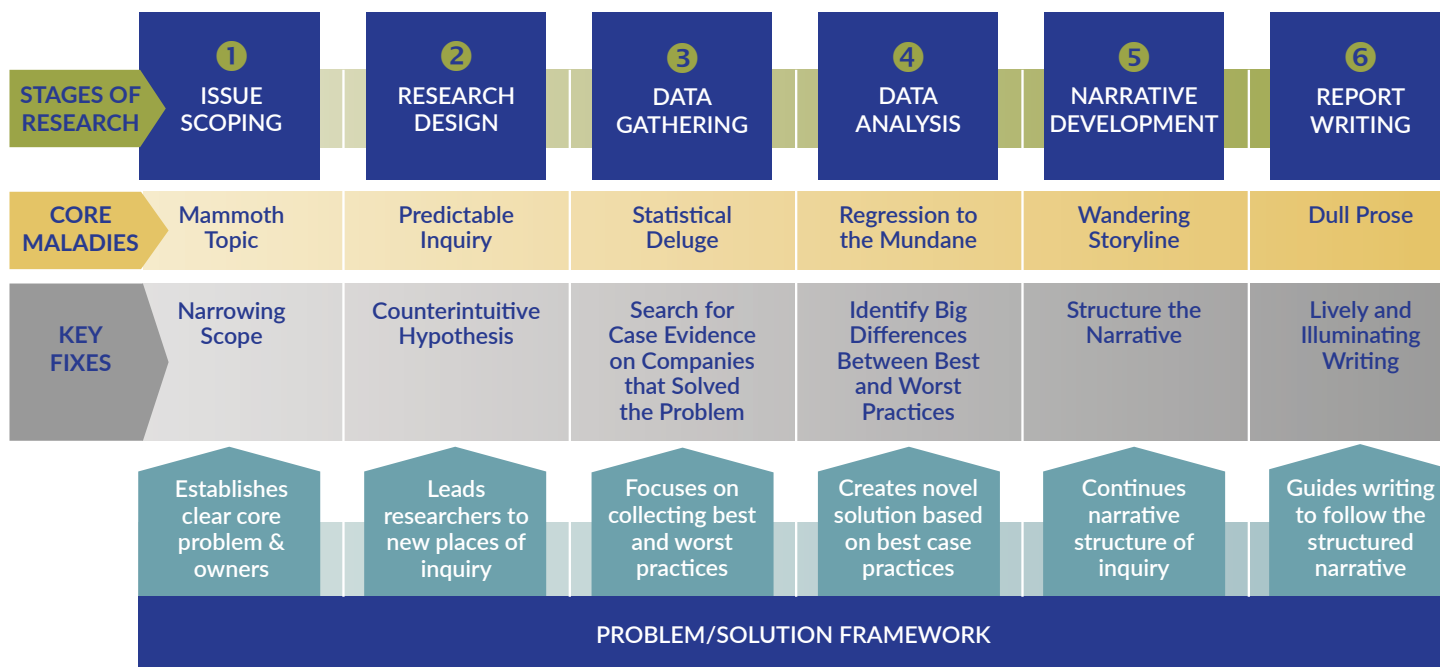 STAGES OF
RESEARCH
1
ISSUE
SCOPING
2
RESEARCH
DESIGN
3
DATA
GATHERING
4
DATA
ANALYSIS
5
NARRATIVE
DEVELOPMENT
6
REPORT
WRITING
CORE
MALADIES
Mammoth
Topic
Predictable
Inquiry
Statistical
Deluge
Regression to
the Mundane
Wandering
Storyline
Dull Prose
KEY
FIXES
Narrowing
Scope
Counterintuitive
Hypothesis
Search for
Case Evidence
on Companies
that Solved
the Problem
Identify Big
Differences
Between Best
and Worst
Practices
Structure the
Narrative
Lively and
Illuminating
Writing
Establishes
clear core
problem &
owners
Leads
researchers to
new places of
inquiry
Focuses on
collecting best
and worst
practices
Creates novel
solution based
on best case
practices
Continues
narrative
structure of
inquiry
Guides writing
to follow the
structured
narrative
PROBLEM/SOLUTION FRAMEWORK